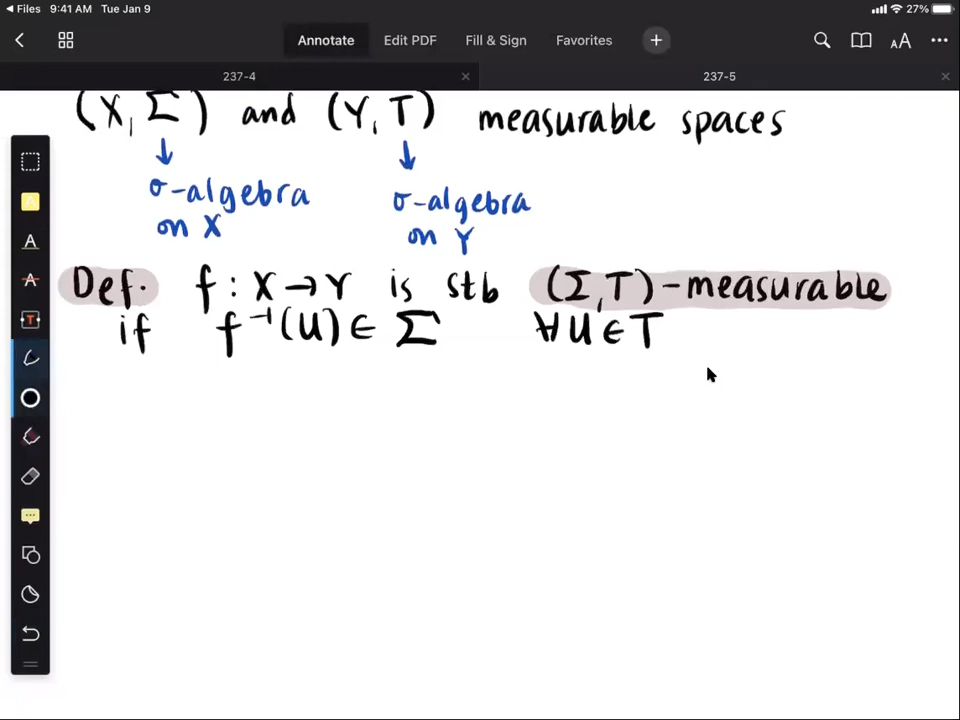 Files 9:41 AM Tue Jan 9 27%
Annotate Edit PDF Fill & Sign Favorites
237-4 237-5
(X, Σ) and (Y, T) measurable spaces
σ-algebra on X
σ-algebra on Y
Def. f : X → Y is stb (Σ, T)-measurable
if f⁻¹(U) ∈ Σ ∀U ∈ T